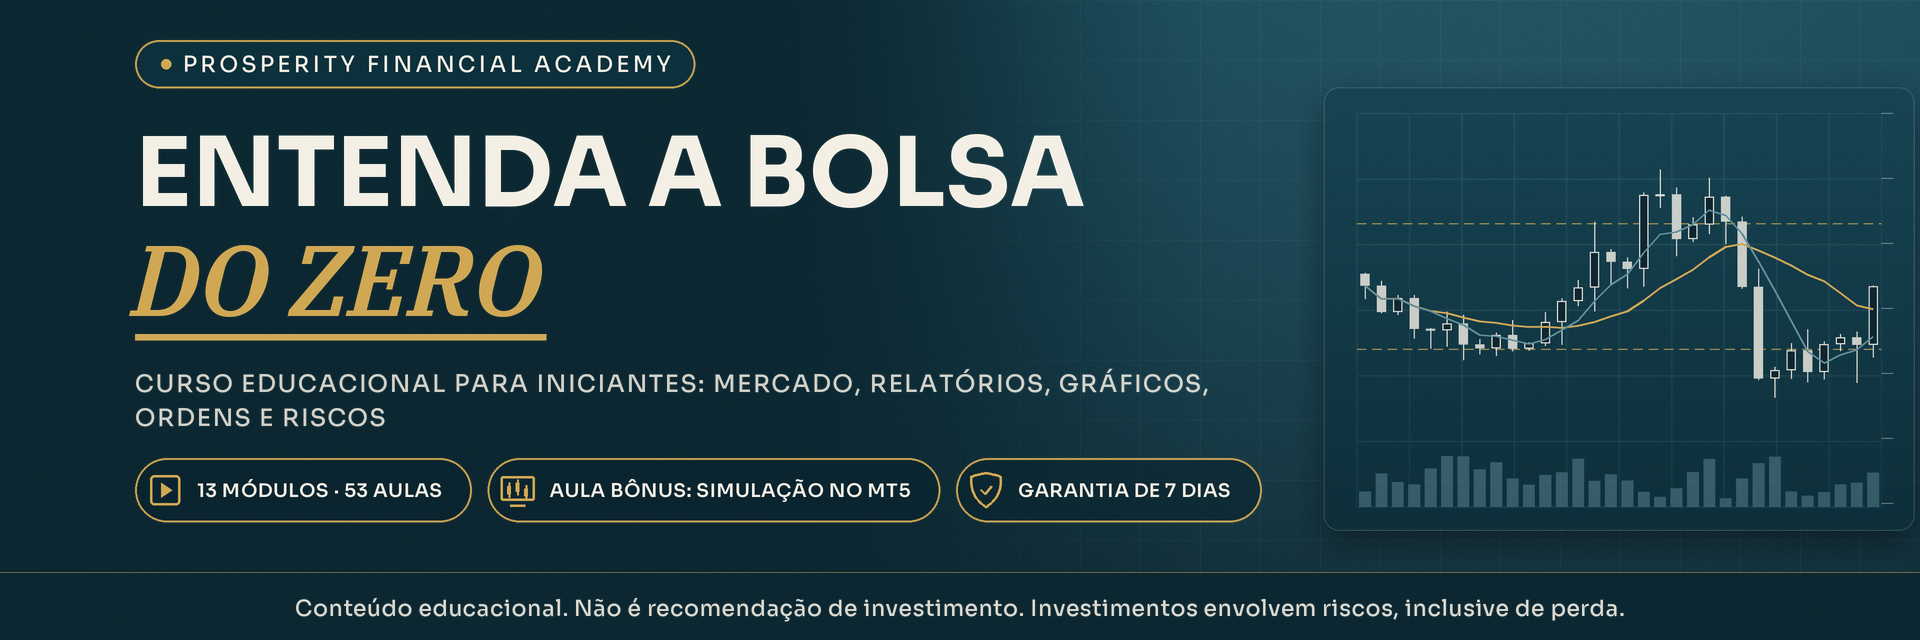 PROSPERITY FINANCIAL ACADEMY
ENTENDA A BOLSA
DO ZERO
CURSO EDUCACIONAL PARA INICIANTES: MERCADO, RELATÓRIOS, GRÁFICOS,
ORDENS E RISCOS
13 MÓDULOS · 53 AULAS
AULA BÔNUS: SIMULAÇÃO NO MT5
GARANTIA DE 7 DIAS
Conteúdo educacional. Não é recomendação de investimento. Investimentos envolvem riscos, inclusive de perda.